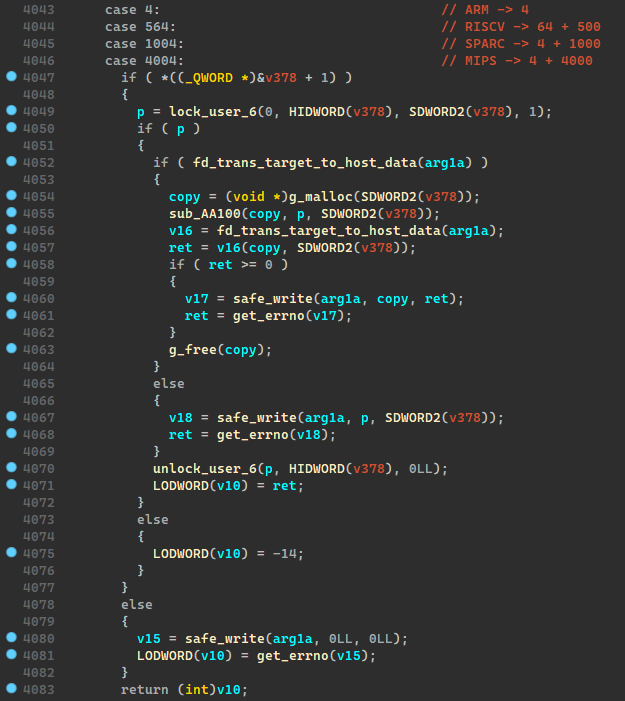 4043 case 4: // ARM -> 4
4044 case 564: // RISCV -> 64 + 500
4045 case 1004: // SPARC -> 4 + 1000
4046 case 4004: // MIPS -> 4 + 4000
4047 if ( *((_QWORD *)&v378 + 1) )
4048 {
4049 p = lock_user_6(0, HIDWORD(v378), SDWORD2(v378), 1);
4050 if ( p )
4051 {
4052 if ( fd_trans_target_to_host_data(arg1a) )
4053 {
4054 copy = (void *)g_malloc(SDWORD2(v378));
4055 sub_AA100(copy, p, SDWORD2(v378));
4056 v16 = fd_trans_target_to_host_data(arg1a);
4057 ret = v16(copy, SDWORD2(v378));
4058 if ( ret >= 0 )
4059 {
4060 v17 = safe_write(arg1a, copy, ret);
4061 ret = get_errno(v17);
4062 }
4063 g_free(copy);
4064 }
4065 else
4066 {
4067 v18 = safe_write(arg1a, p, SDWORD2(v378));
4068 ret = get_errno(v18);
4069 }
4070 unlock_user_6(p, HIDWORD(v378), 0LL);
4071 LODWORD(v10) = ret;
4072 }
4073 else
4074 {
4075 LODWORD(v10) = -14;
4076 }
4077 }
4078 else
4079 {
4080 v15 = safe_write(arg1a, 0LL, 0LL);
4081 LODWORD(v10) = get_errno(v15);
4082 }
4083 return (int)v10;